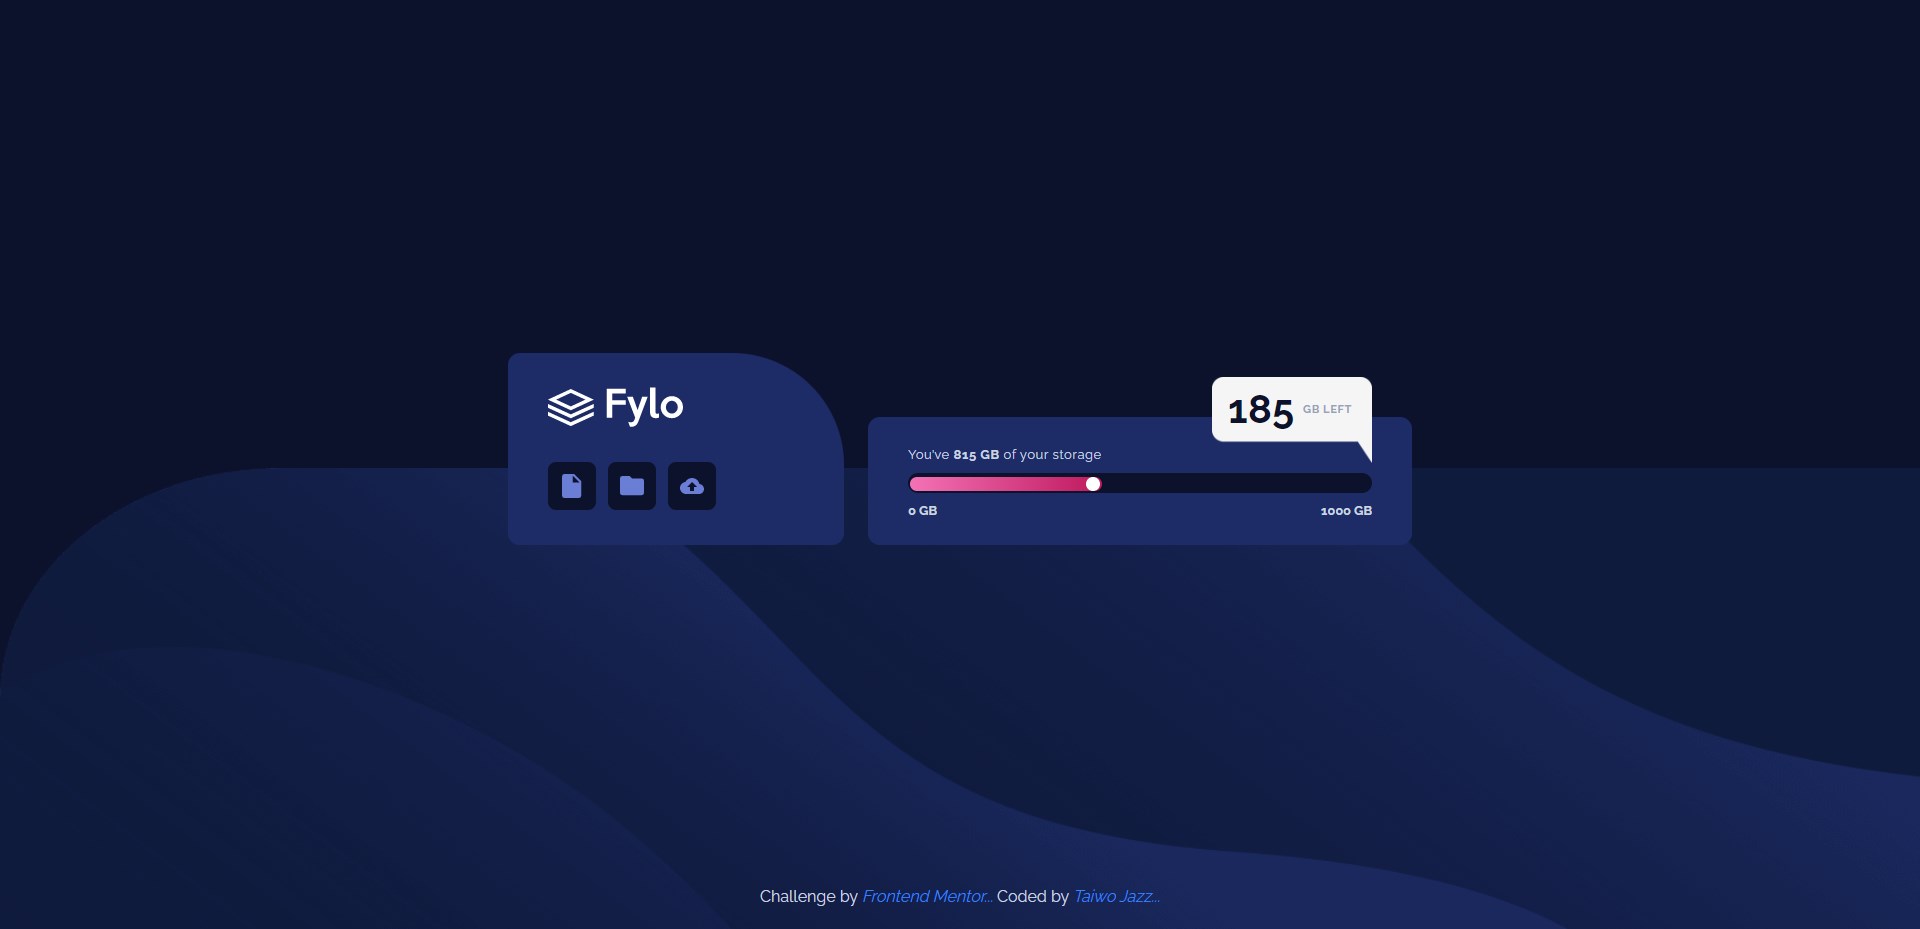 Fylo
185 GB LEFT
You've 815 GB of your storage
0 GB 1000 GB
Challenge by Frontend Mentor... Coded by Taiwo Jazz...